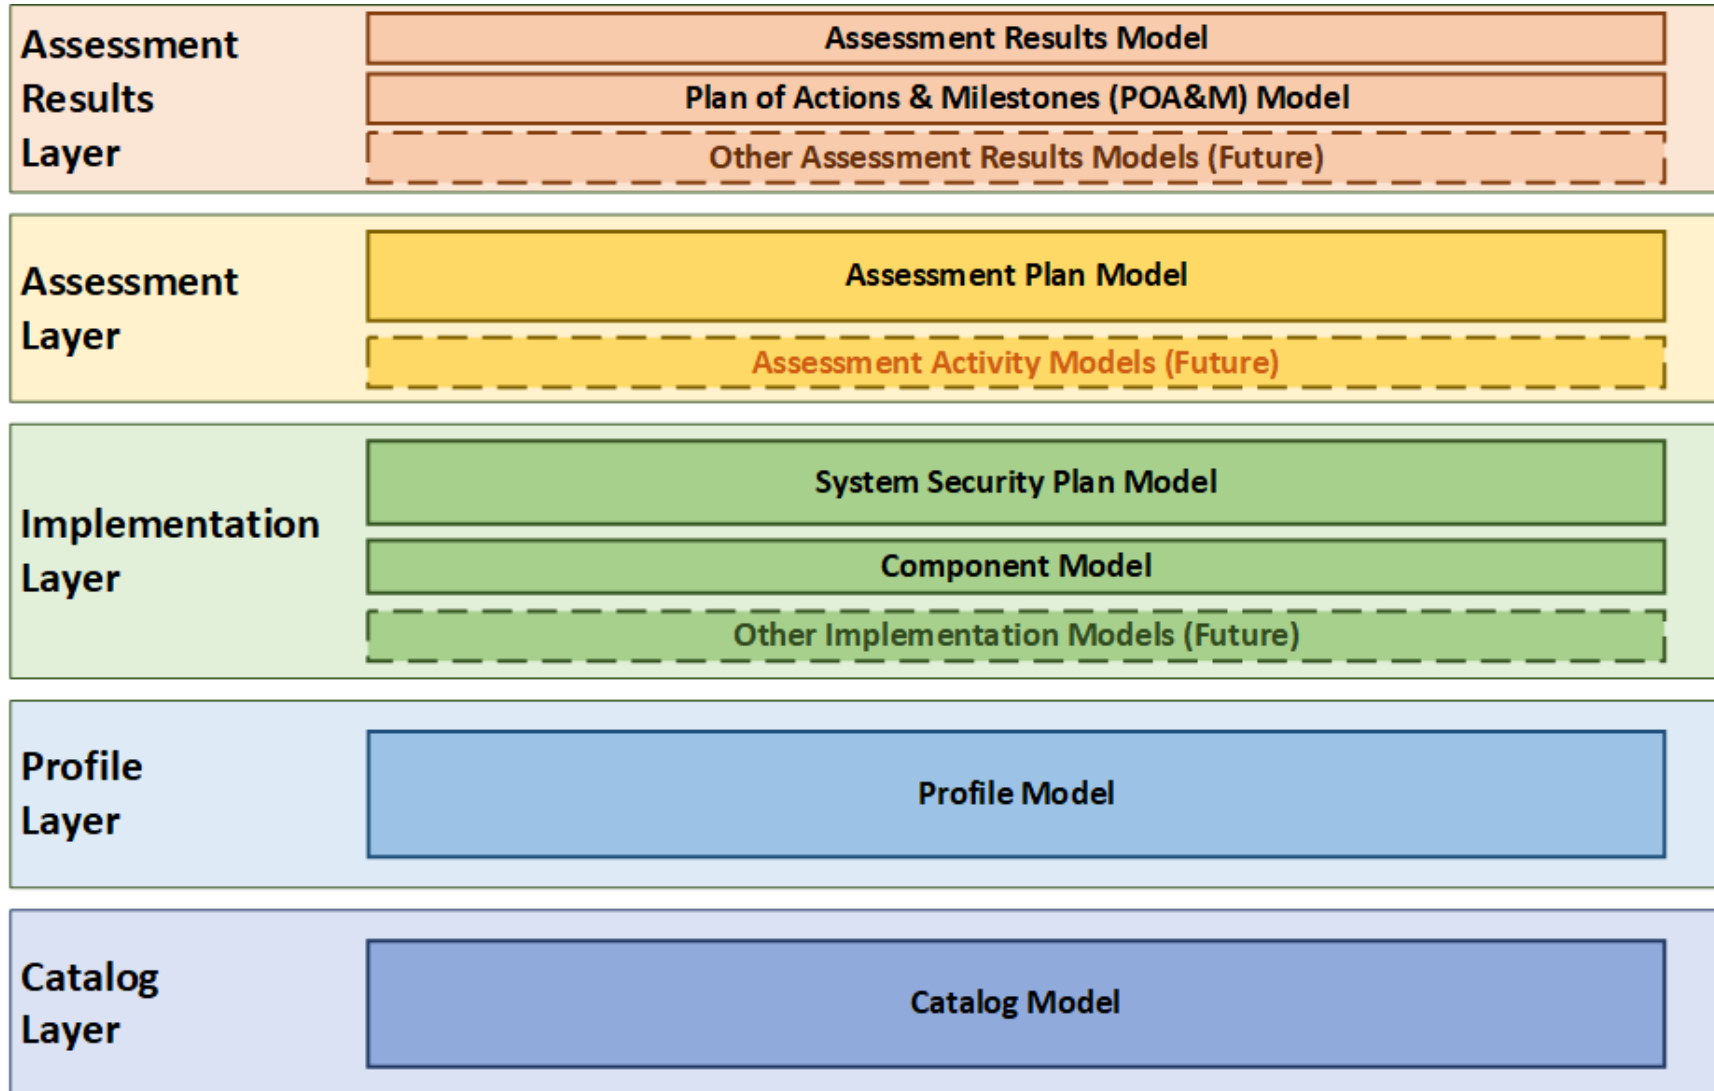 Assessment
Results
Layer
Assessment Results Model
Plan of Actions & Milestones (POA&M) Model
Other Assessment Results Models (Future)
Assessment
Layer
Assessment Plan Model
Assessment Activity Models (Future)
Implementation
Layer
System Security Plan Model
Component Model
Other Implementation Models (Future)
Profile
Layer
Profile Model
Catalog
Layer
Catalog Model